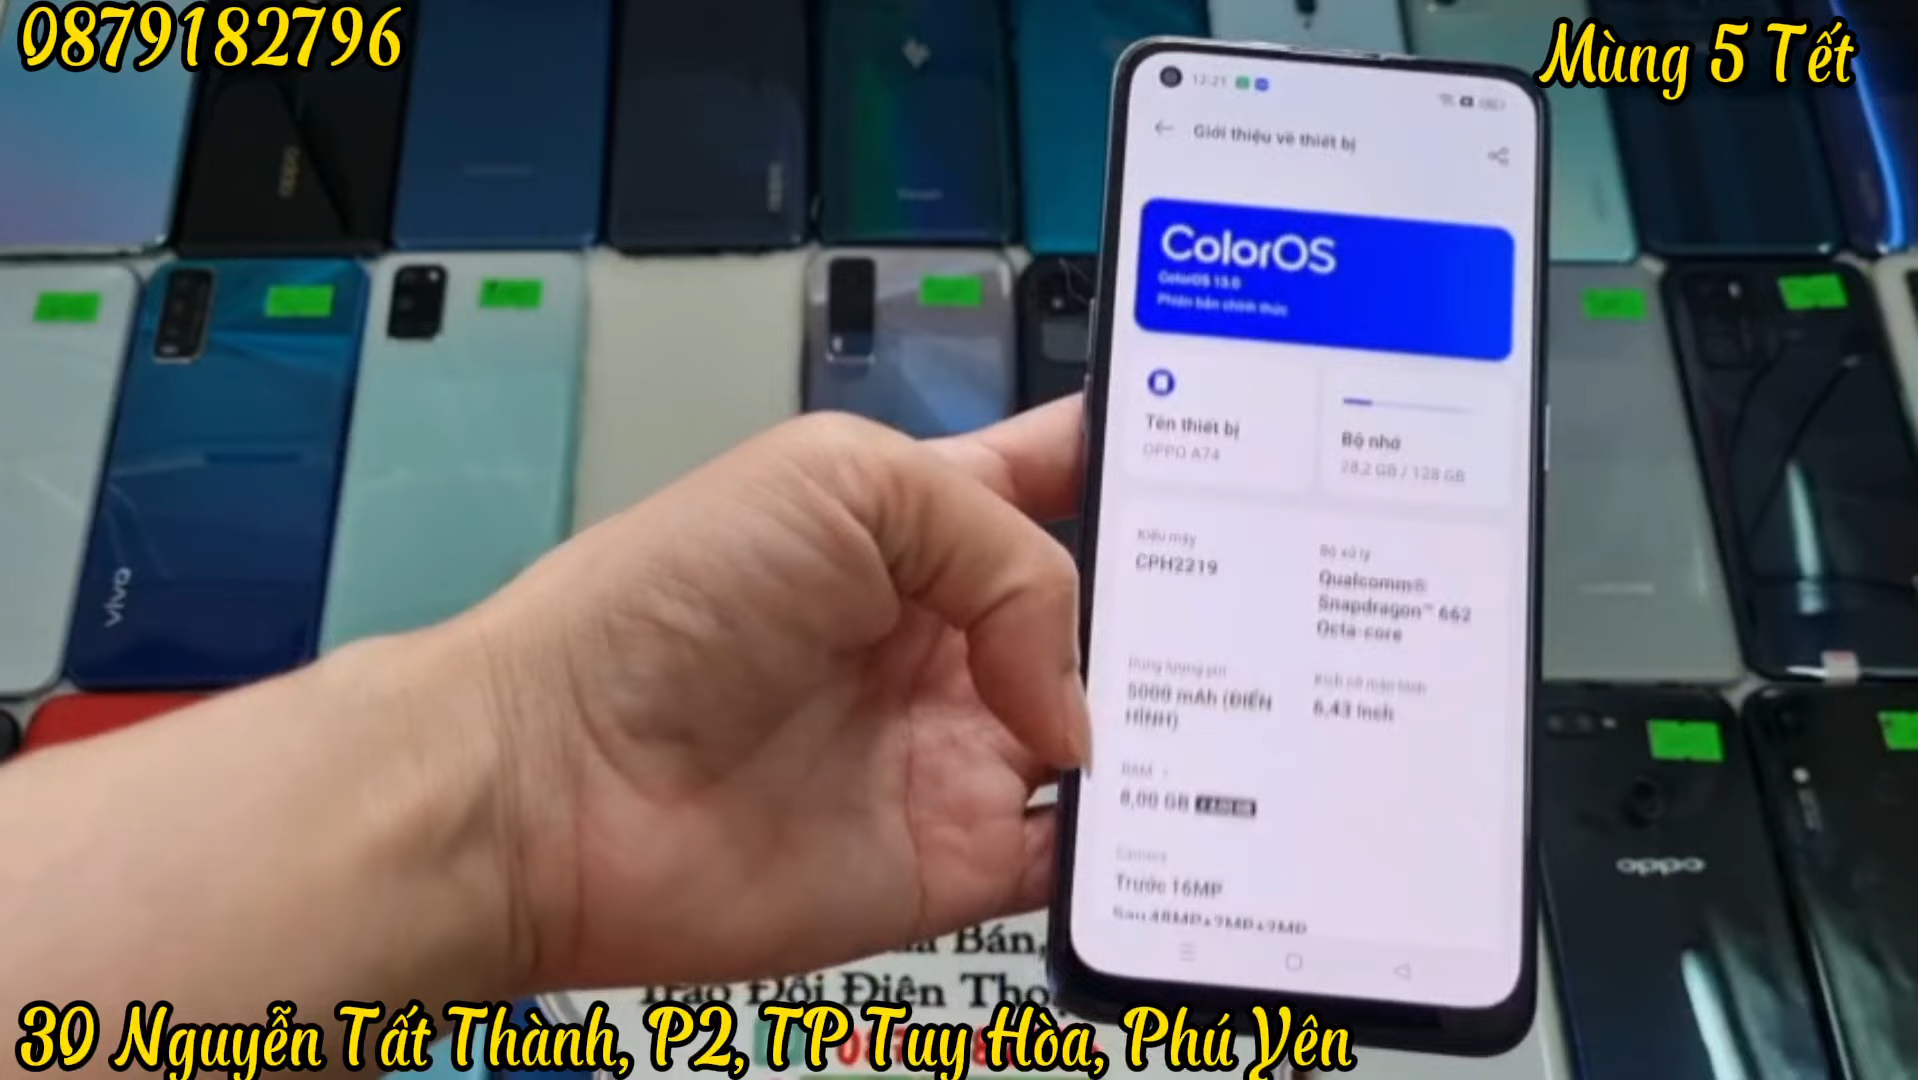 0879182796
Mùng 5 Tết
12:21
Giới thiệu về thiết bị
ColorOS
ColorOS 13.0
Phiên bản chính thức
Tên thiết bị
OPPO A74
Bộ nhớ
28,2 GB / 128 GB
Kiểu máy
CPH2219
Bộ xử lý
Qualcomm®
Snapdragon™ 662
Octa-core
Dung lượng pin
5000 mAh (ĐIỂN
HÌNH)
Kích cỡ màn hình
6,43 inch
RAM
8,00 GB
Camera
Trước 16MP
Sau 48MP+2MP+2MP
oppo
vivo
oppo
Bán,
Trao Đổi Điện
30 Nguyễn Tất Thành, P2, TP Tuy Hòa, Phú Yên